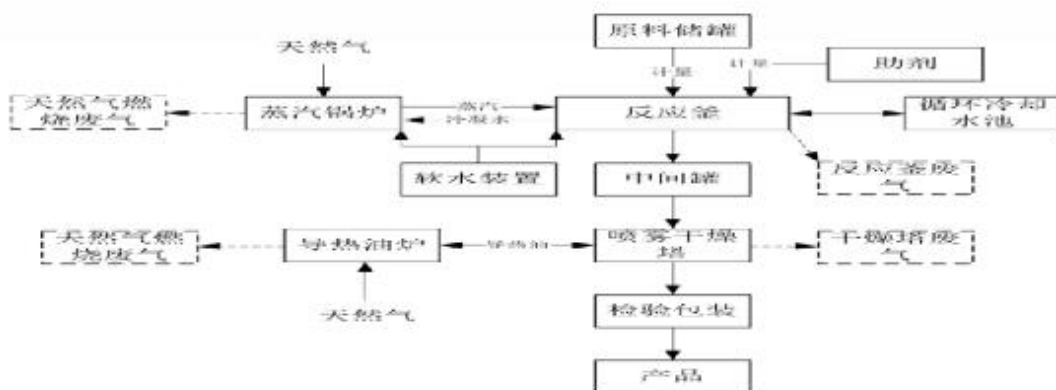 原料储罐
天然气
计量
计量
助剂
天然气燃
烧废气
蒸汽锅炉
蒸汽
冷凝水
反应釜
循环冷却
水池
软水装置
中间罐
反应釜废
气
天然气燃
烧废气
导热油炉
导热油
喷雾干燥
塔
干燥塔废
气
天然气
检验包装
产品